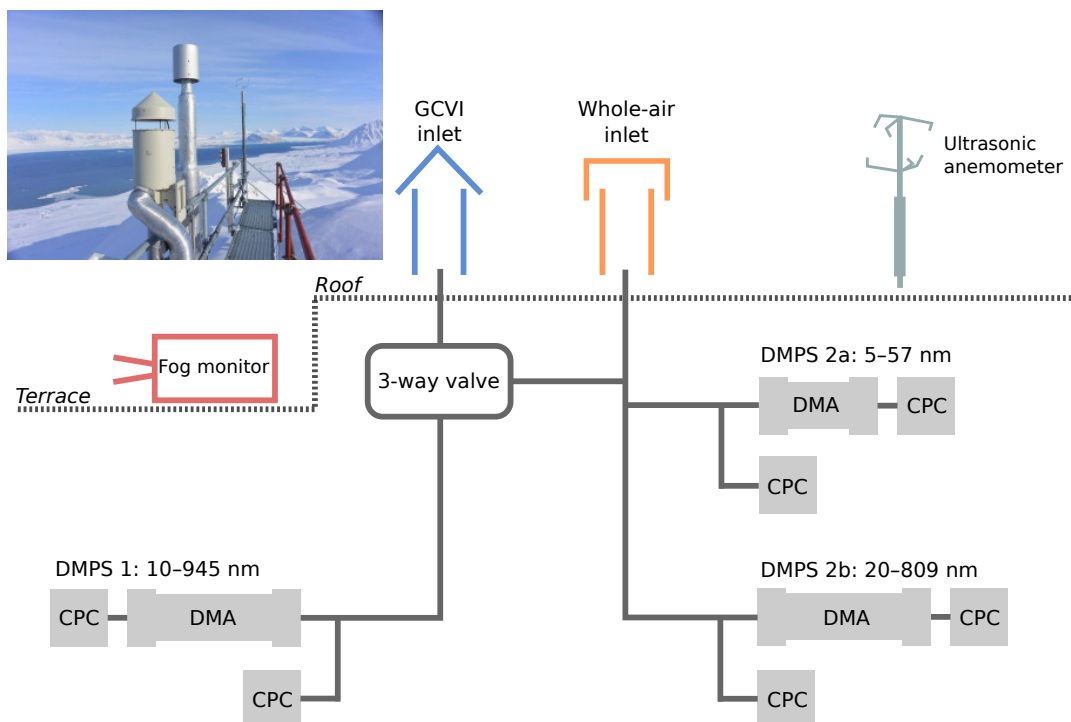 GCVI
inlet
Whole-air
inlet
Ultrasonic
anemometer
Roof
Fog monitor
Terrace
3-way valve
DMPS 2a: 5–57 nm
DMA
CPC
CPC
DMPS 1: 10–945 nm
CPC
DMA
CPC
DMPS 2b: 20–809 nm
DMA
CPC
CPC